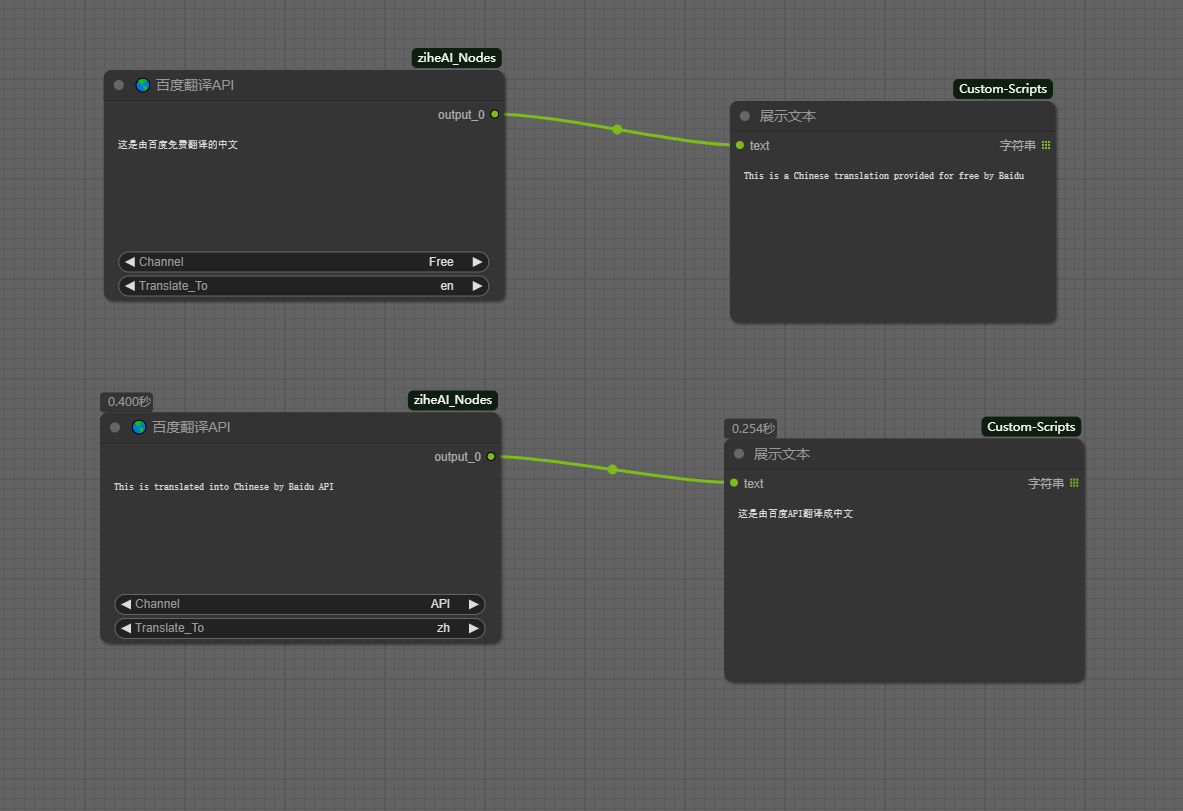 ziheAI_Nodes
百度翻译API
output_0
这是由百度免费翻译的中文
Channel Free
Translate_To en
Custom-Scripts
展示文本
text 字符串
This is a Chinese translation provided for free by Baidu
0.400秒 ziheAI_Nodes
百度翻译API
output_0
This is translated into Chinese by Baidu API
Channel API
Translate_To zh
0.254秒 Custom-Scripts
展示文本
text 字符串
这是由百度API翻译成中文